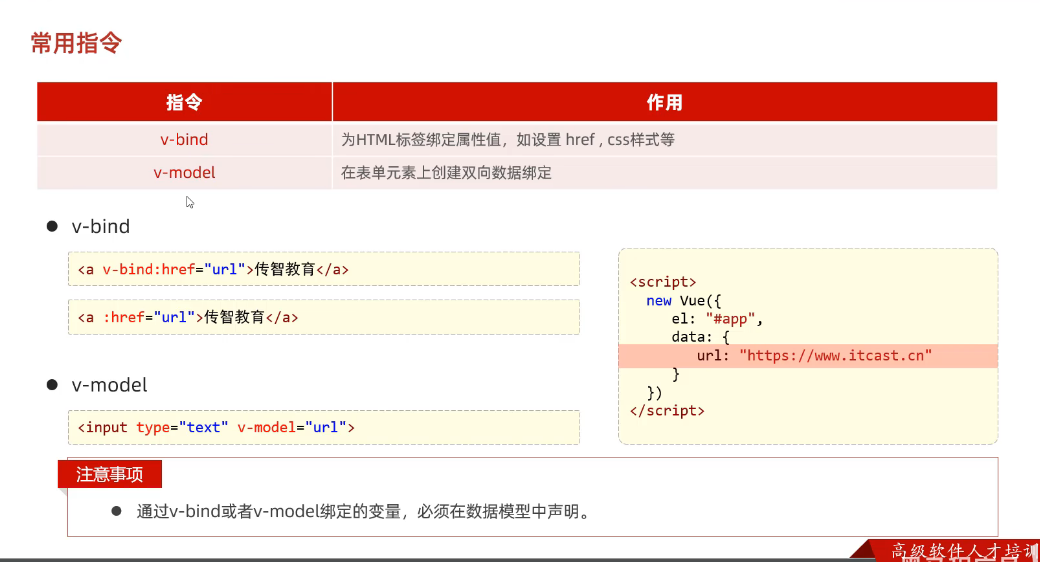 常用指令
指令 作用
v-bind 为HTML标签绑定属性值，如设置 href , css样式等
v-model 在表单元素上创建双向数据绑定
● v-bind
<a v-bind:href="url">传智教育</a>
<a :href="url">传智教育</a>
● v-model
<input type="text" v-model="url">
<script>
new Vue({
el: "#app",
data: {
url: "https://www.itcast.cn"
}
})
</script>
注意事项
● 通过v-bind或者v-model绑定的变量，必须在数据模型中声明。
高级软件人才培训